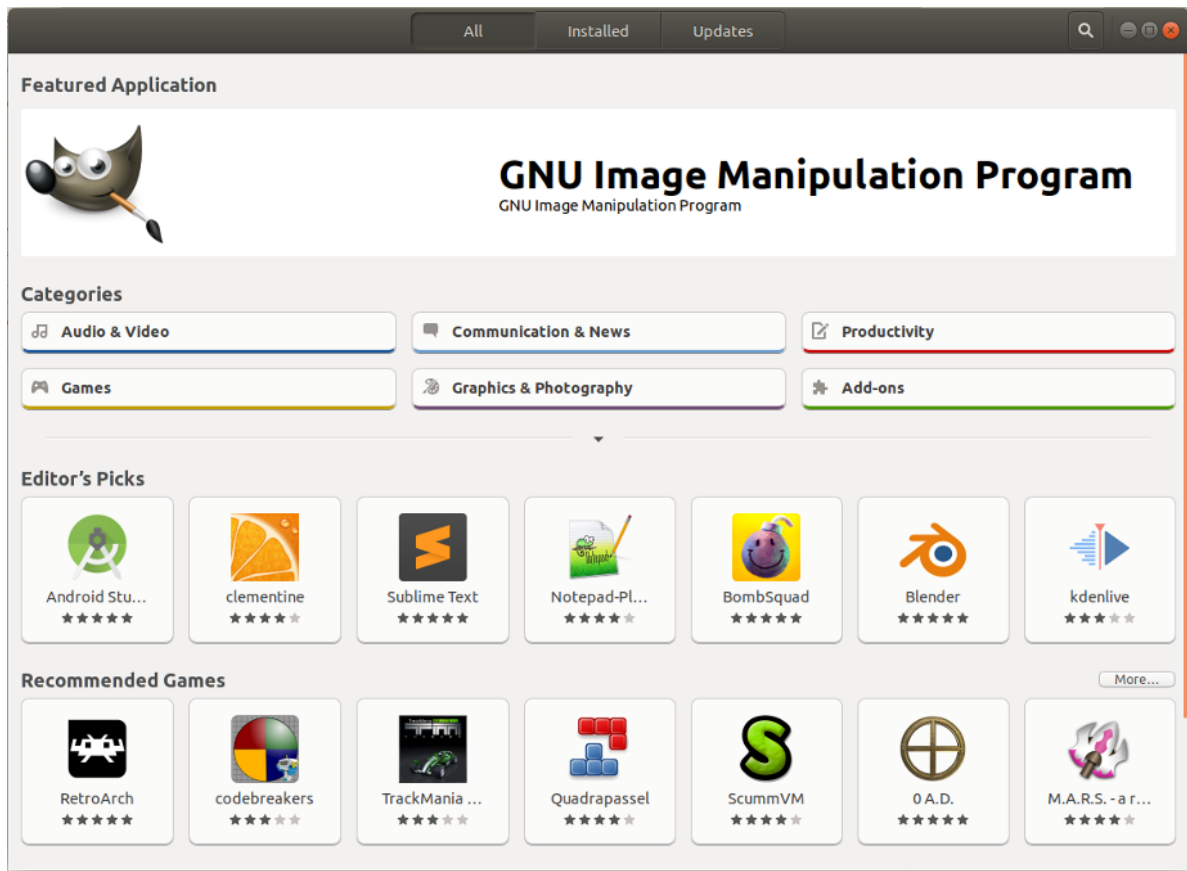 All Installed Updates
Featured Application
GNU Image Manipulation Program
GNU Image Manipulation Program
Categories
Audio & Video Communication & News Productivity
Games Graphics & Photography Add-ons
Editor’s Picks
Android Stu... clementine Sublime Text Notepad-Pl... BombSquad Blender kdenlive
Recommended Games More...
RetroArch codebreakers TrackMania ... Quadrapassel ScummVM 0 A.D. M.A.R.S. - a r...